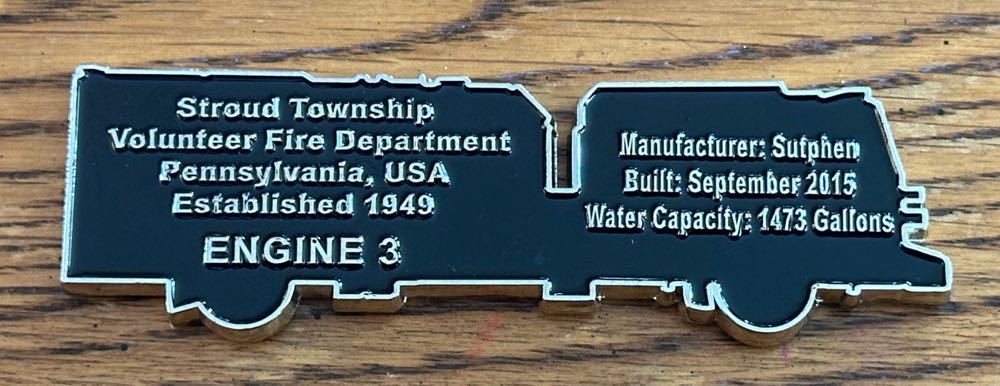 Stroud Township
Volunteer Fire Department
Pennsylvania, USA
Established 1949
ENGINE 3
Manufacturer: Sutphen
Built: September 2015
Water Capacity: 1473 Gallons